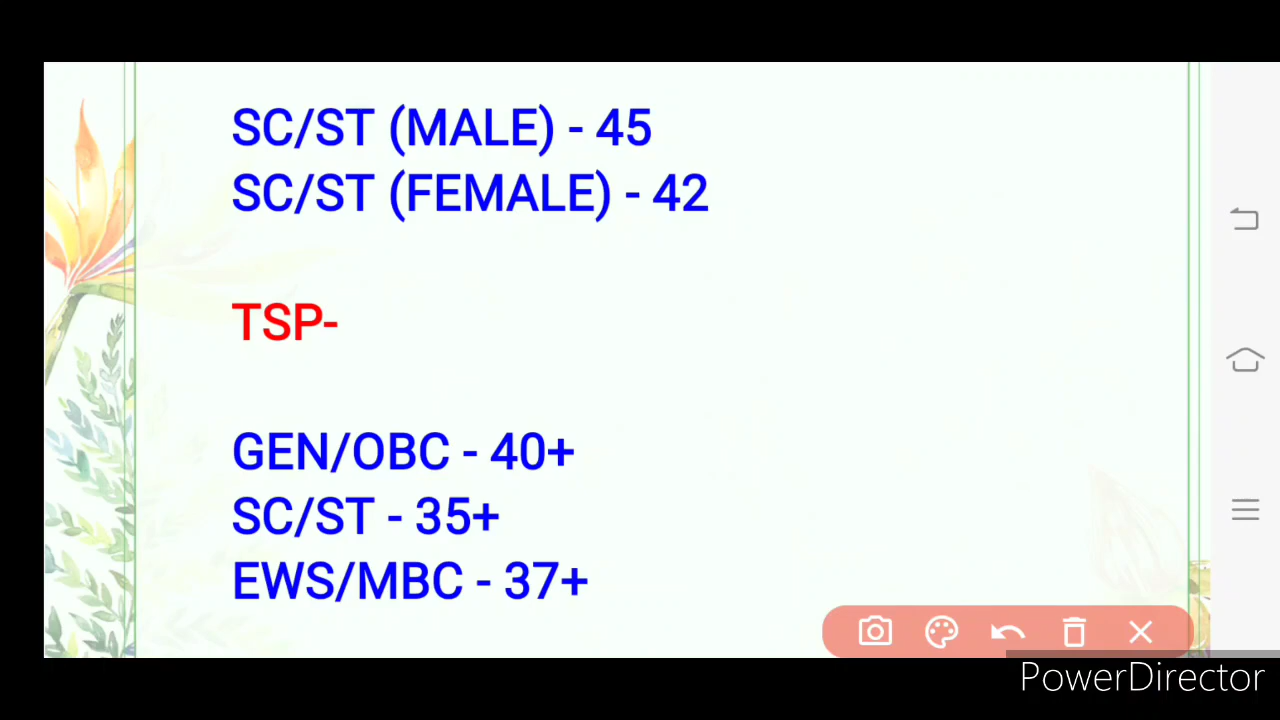 SC/ST (MALE) - 45
SC/ST (FEMALE) - 42
TSP-
GEN/OBC - 40+
SC/ST - 35+
EWS/MBC - 37+
PowerDirector